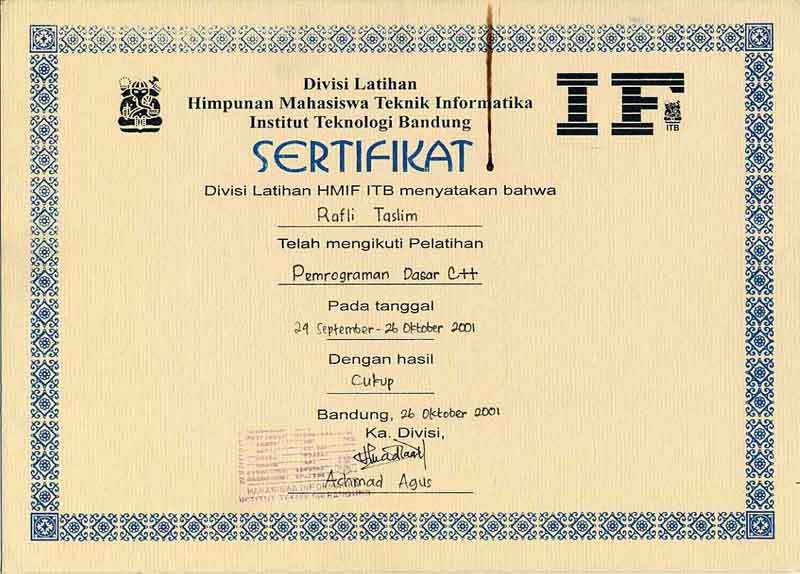 Divisi Latihan
Himpunan Mahasiswa Teknik Informatika
Institut Teknologi Bandung
IF
ITB
SERTIFIKAT
Divisi Latihan HMIF ITB menyatakan bahwa
Rafli Taslim
Telah mengikuti Pelatihan
Pemrograman Dasar C++
Pada tanggal
24 September - 26 Oktober 2001
Dengan hasil
Cukup
Bandung, 26 Oktober 2001
Ka. Divisi,
Achmad Agus